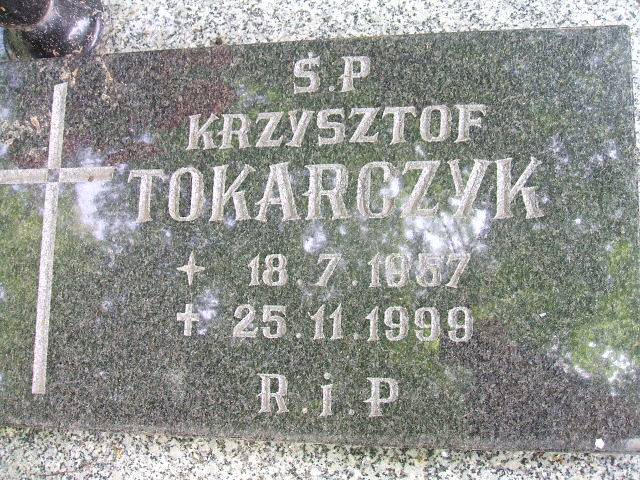 Ś.P
KRZYSZTOF
TOKARCZYK
18.7.1957
25.11.1999
R.i.P